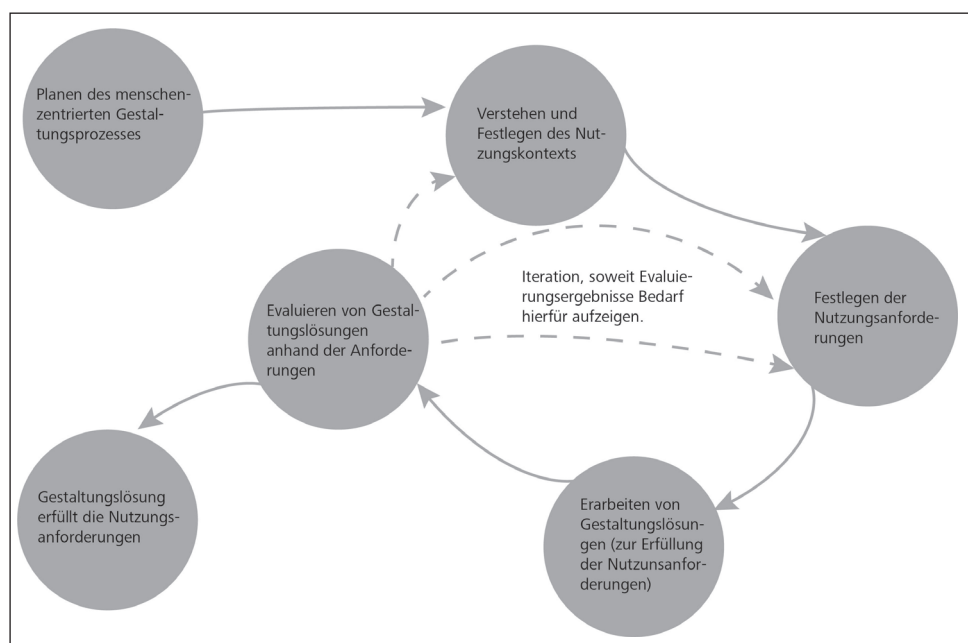 Planen des menschen-
zentrierten Gestal-
tungsprozesses
Verstehen und
Festlegen des Nut-
zungskontexts
Festlegen der
Nutzungsanforde-
rungen
Iteration, soweit Evaluie-
rungsergebnisse Bedarf
hierfür aufzeigen.
Erarbeiten von
Gestaltungslösun-
gen (zur Erfüllung
der Nutzunsanfor-
derungen)
Evaluieren von Gestal-
tungslösungen
anhand der Anforde-
rungen
Gestaltungslösung
erfüllt die Nutzungs-
anforderungen